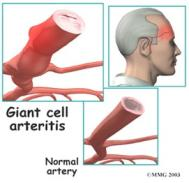 Giant cell
arteritis
Normal
artery
©MMG 2003